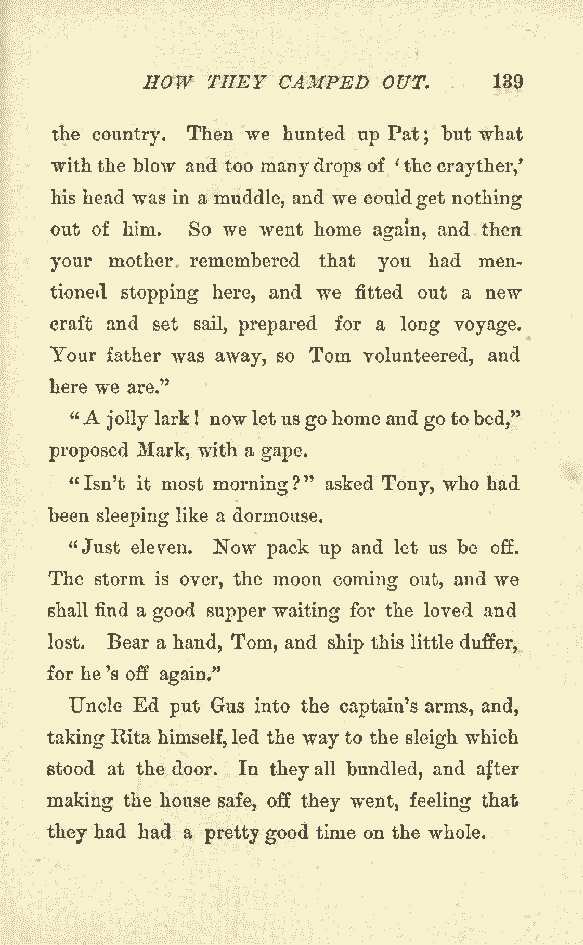 HOW THEY CAMPED OUT. 139
the country. Then we hunted up Pat; but what
with the blow and too many drops of ‘the crayther,’
his head was in a muddle, and we could get nothing
out of him. So we went home again, and then
your mother remembered that you had men-
tioned stopping here, and we fitted out a new
craft and set sail, prepared for a long voyage.
Your father was away, so Tom volunteered, and
here we are.”
“A jolly lark! now let us go home and go to bed,”
proposed Mark, with a gape.
“Isn’t it most morning?” asked Tony, who had
been sleeping like a dormouse.
“Just eleven. Now pack up and let us be off.
The storm is over, the moon coming out, and we
shall find a good supper waiting for the loved and
lost. Bear a hand, Tom, and ship this little duffer,
for he’s off again.”
Uncle Ed put Gus into the captain’s arms, and,
taking Rita himself, led the way to the sleigh which
stood at the door. In they all bundled, and after
making the house safe, off they went, feeling that
they had had a pretty good time on the whole.